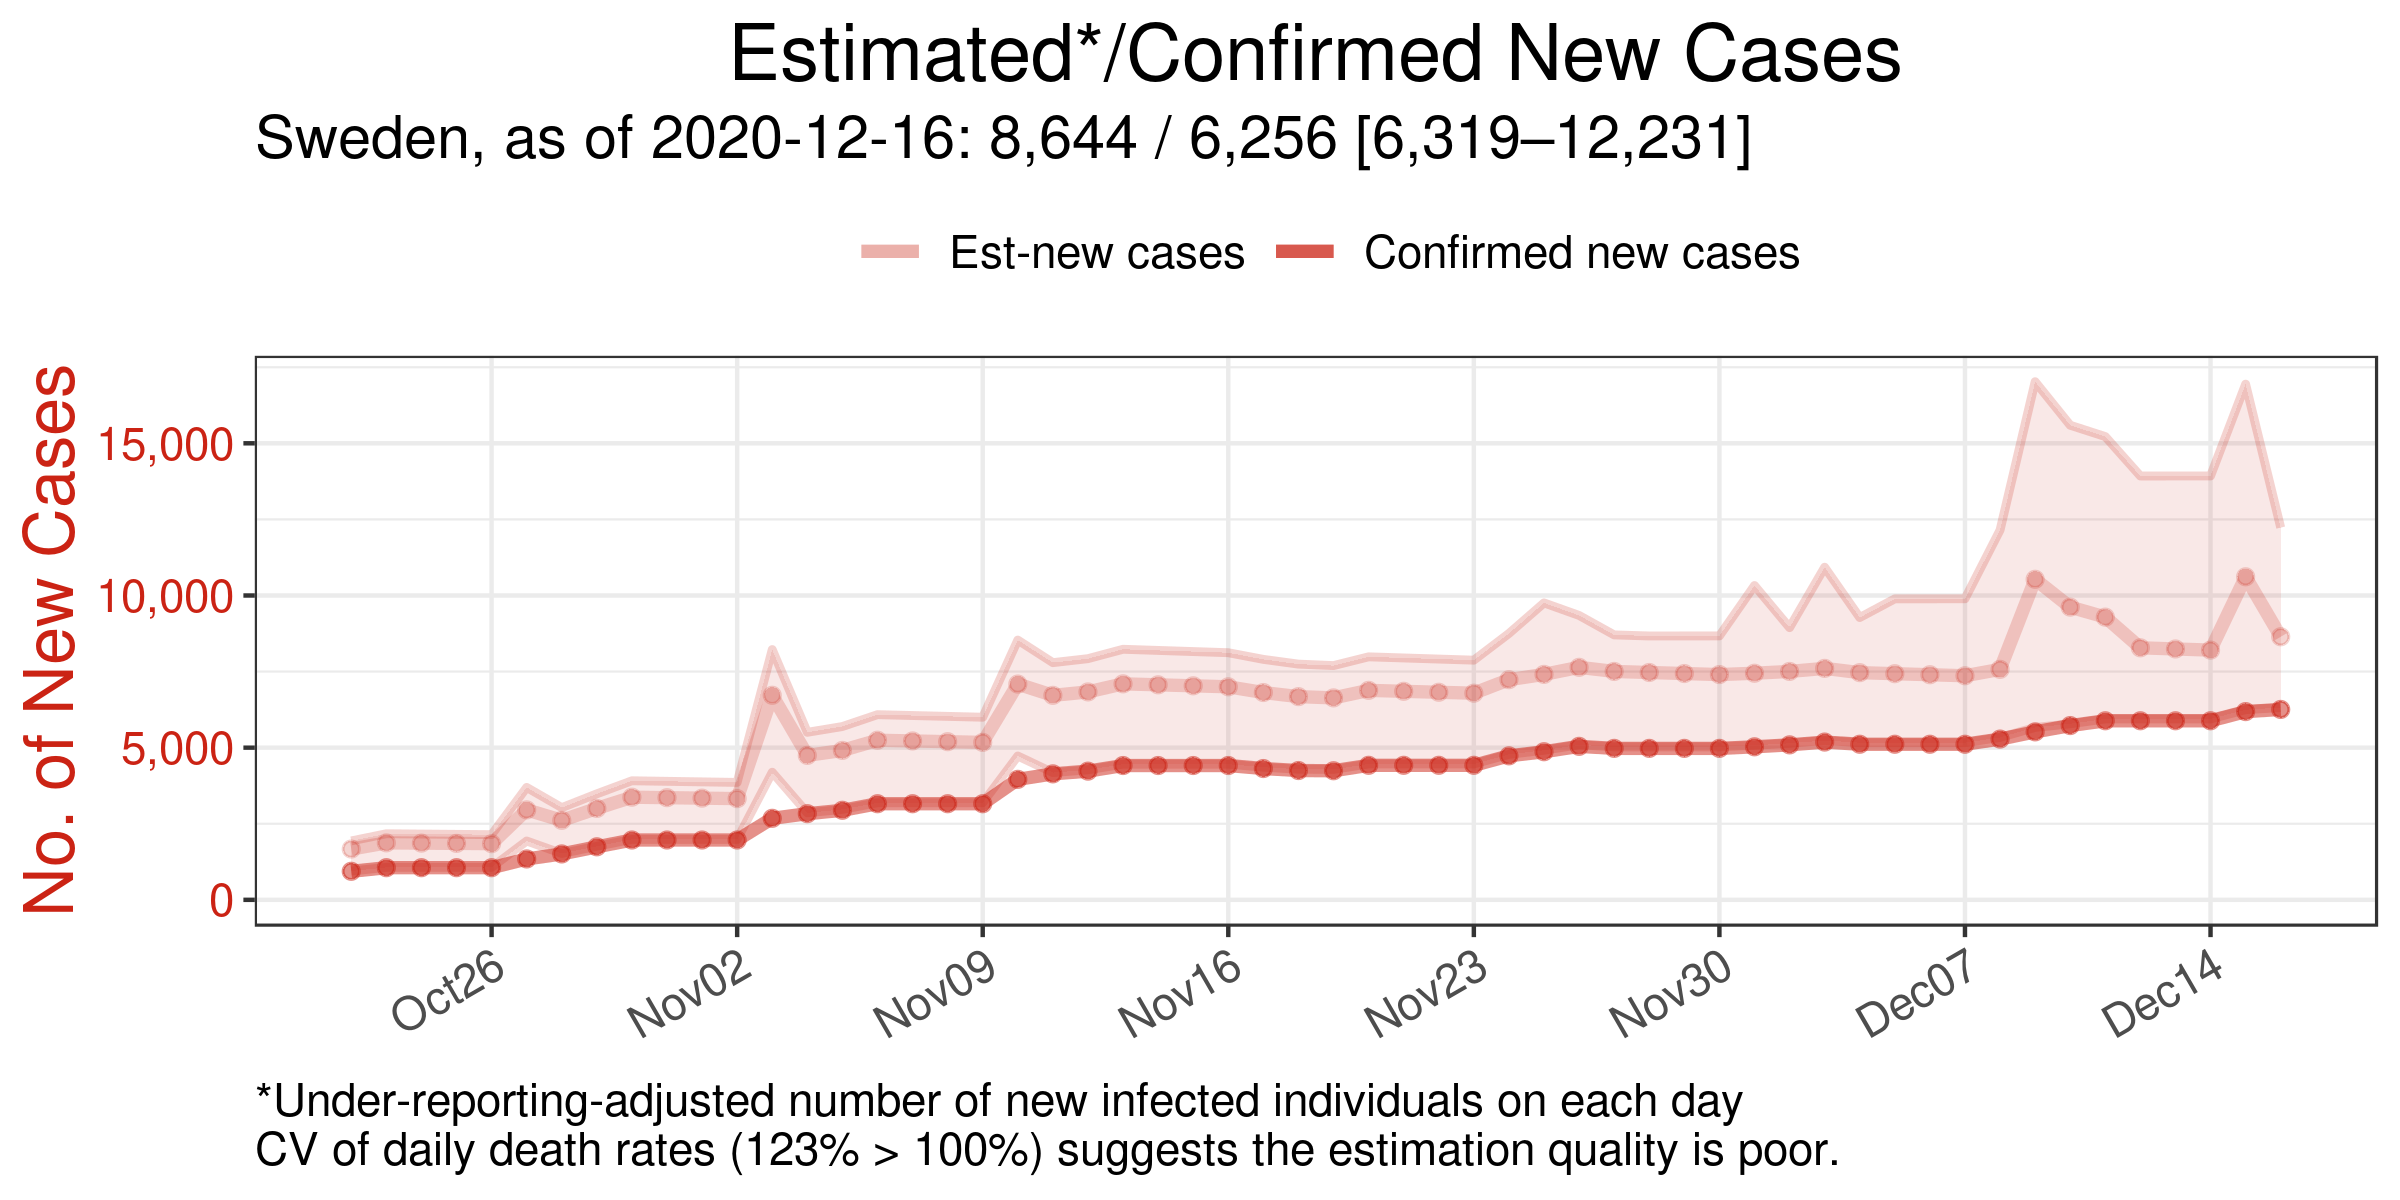 Estimated*/Confirmed New Cases
Sweden, as of 2020-12-16: 8,644 / 6,256 [6,319–12,231]
Est-new cases Confirmed new cases
No. of New Cases
15,000
10,000
5,000
0
Oct26 Nov02 Nov09 Nov16 Nov23 Nov30 Dec07 Dec14
*Under-reporting-adjusted number of new infected individuals on each day
CV of daily death rates (123% > 100%) suggests the estimation quality is poor.